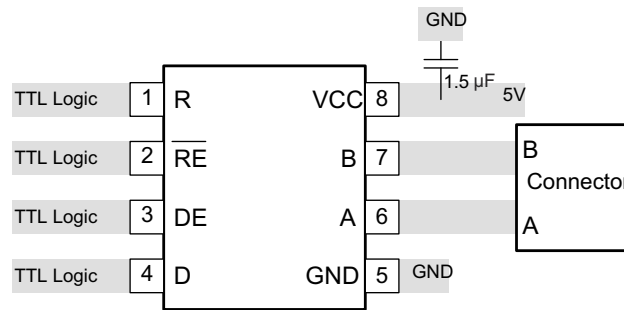 GND
1.5 µF
5V
TTL Logic 1 R VCC 8
TTL Logic 2 RE B 7
TTL Logic 3 DE A 6
TTL Logic 4 D GND 5 GND
B
Connector
A